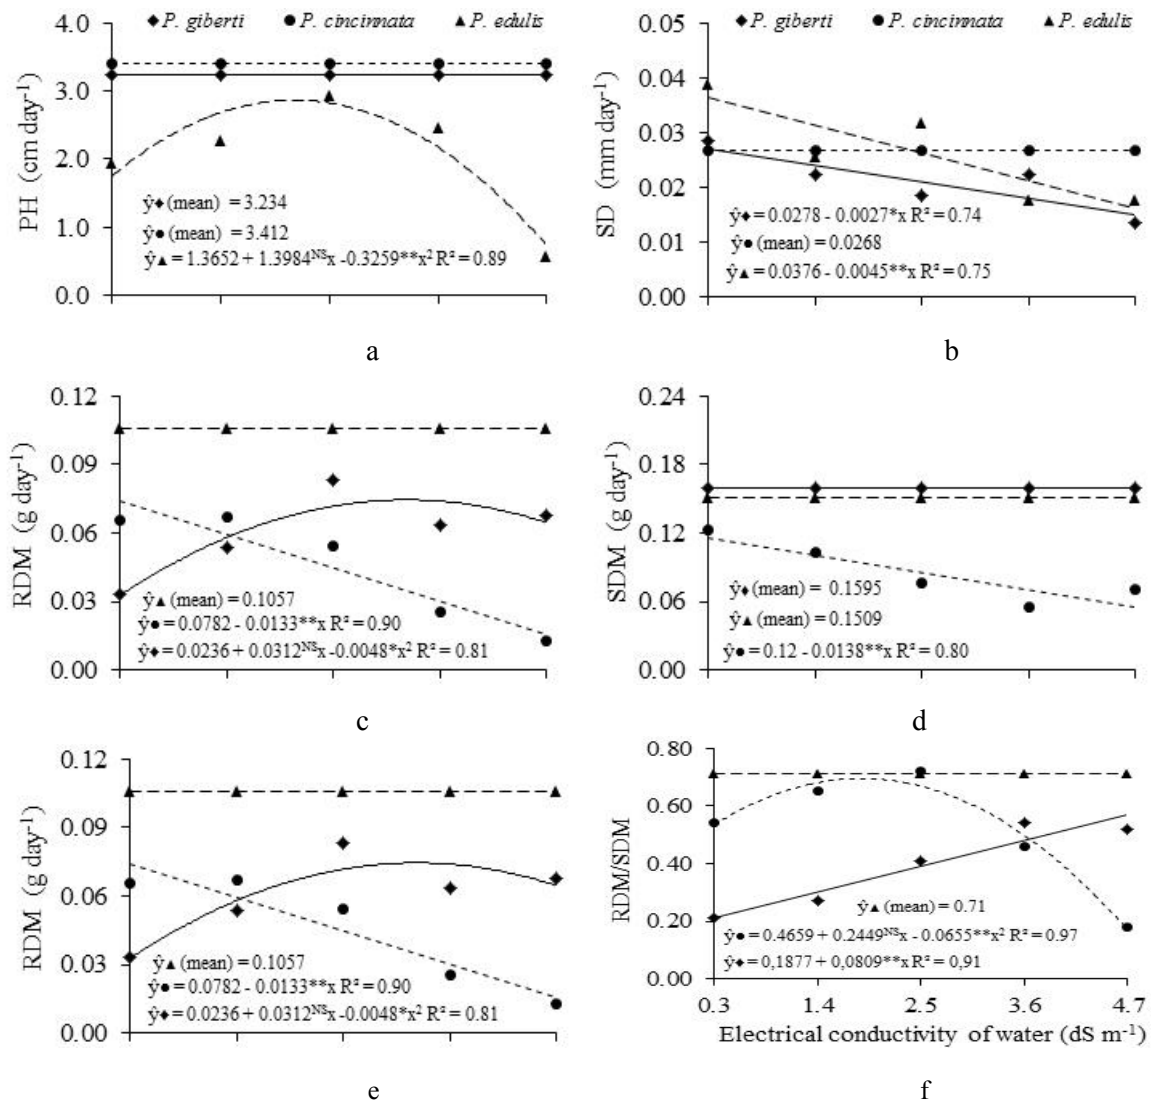 ◆ P. giberti ● P. cincinnata ▲ P. edulis
4.0
3.0
2.0
1.0
0.0
PH (cm day⁻¹)
ŷ◆ (mean) = 3.234
ŷ● (mean) = 3.412
ŷ▲ = 1.3652 + 1.3984ᴺˢx -0.3259**x² R² = 0.89
a
◆ P. giberti ● P. cincinnata ▲ P. edulis
0.05
0.04
0.03
0.02
0.01
0.00
SD (mm day⁻¹)
ŷ◆ = 0.0278 - 0.0027*x R² = 0.74
ŷ● (mean) = 0.0268
ŷ▲ = 0.0376 - 0.0045**x R² = 0.75
b
0.12
0.09
0.06
0.03
0.00
RDM (g day⁻¹)
ŷ▲ (mean) = 0.1057
ŷ● = 0.0782 - 0.0133**x R² = 0.90
ŷ◆ = 0.0236 + 0.0312ᴺˢx -0.0048*x² R² = 0.81
c
0.24
0.18
0.12
0.06
0.00
SDM (g day⁻¹)
ŷ◆ (mean) = 0.1595
ŷ▲ (mean) = 0.1509
ŷ● = 0.12 - 0.0138**x R² = 0.80
d
0.12
0.09
0.06
0.03
0.00
RDM (g day⁻¹)
ŷ▲ (mean) = 0.1057
ŷ● = 0.0782 - 0.0133**x R² = 0.90
ŷ◆ = 0.0236 + 0.0312ᴺˢx -0.0048*x² R² = 0.81
e
0.80
0.60
0.40
0.20
0.00
RDM/SDM
ŷ▲ (mean) = 0.71
ŷ● = 0.4659 + 0.2449ᴺˢx - 0.0655**x² R² = 0.97
ŷ◆ = 0,1877 + 0,0809**x R² = 0,91
0.3 1.4 2.5 3.6 4.7
Electrical conductivity of water (dS m⁻¹)
f